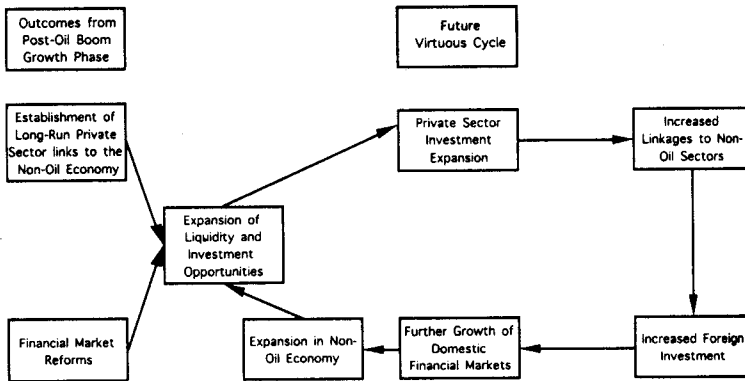 Outcomes from
Post-Oil Boom
Growth Phase
Future
Virtuous Cycle
Establishment of
Long-Run Private
Sector links to the
Non-Oil Economy
Private Sector
Investment
Expansion
Increased
Linkages to Non-
Oil Sectors
Expansion of
Liquidity and
Investment
Opportunities
Financial Market
Reforms
Expansion in Non-
Oil Economy
Further Growth of
Domestic
Financial Markets
Increased Foreign
Investment